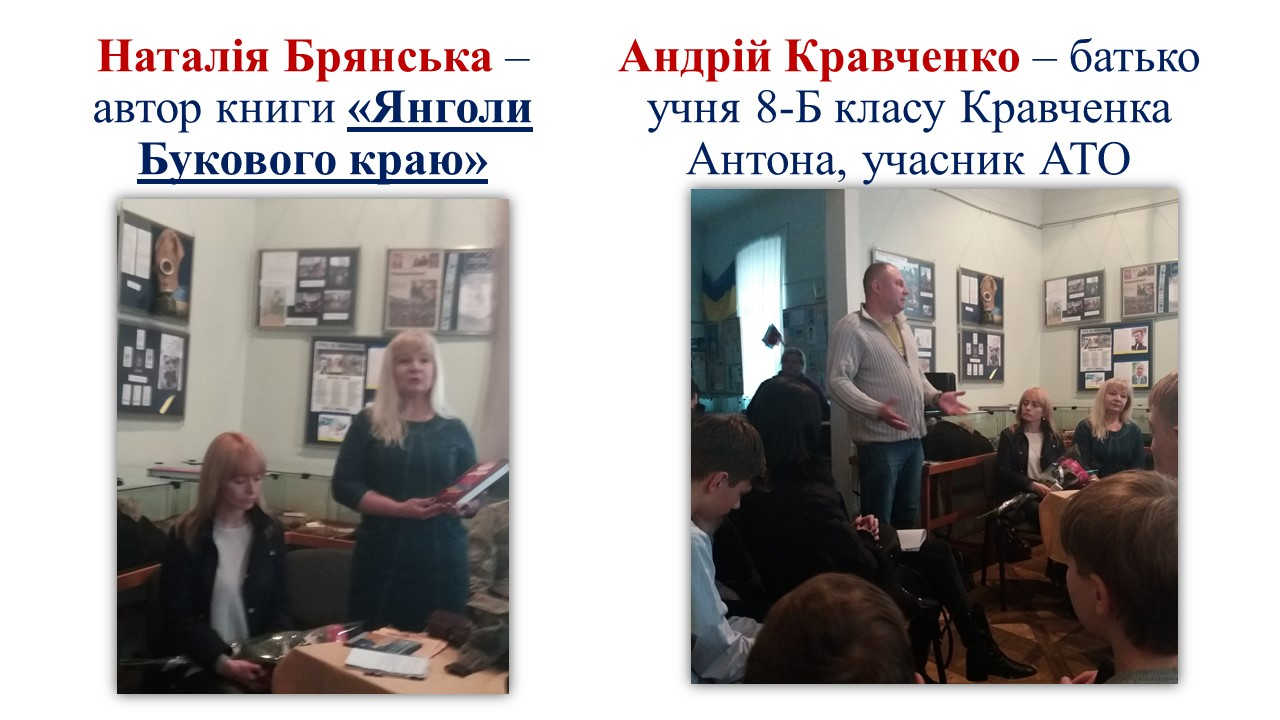 Наталія Брянська –
автор книги «Янголи
Букового краю»
Андрій Кравченко – батько
учня 8-Б класу Кравченка
Антона, учасник АТО